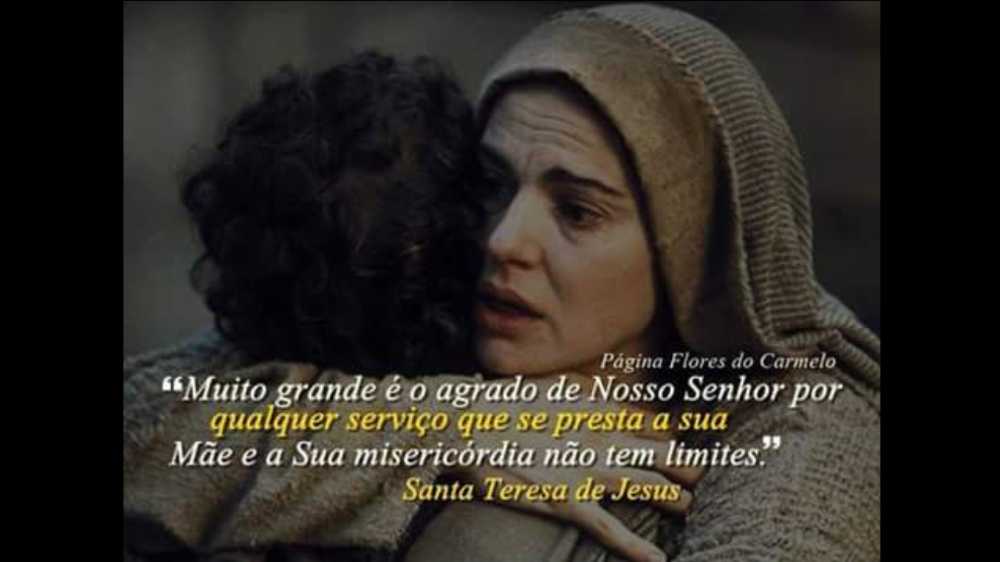 Página Flores do Carmelo
“Muito grande é o agrado de Nosso Senhor por
qualquer serviço que se presta a sua
Mãe e a Sua misericórdia não tem limites.”
Santa Teresa de Jesus